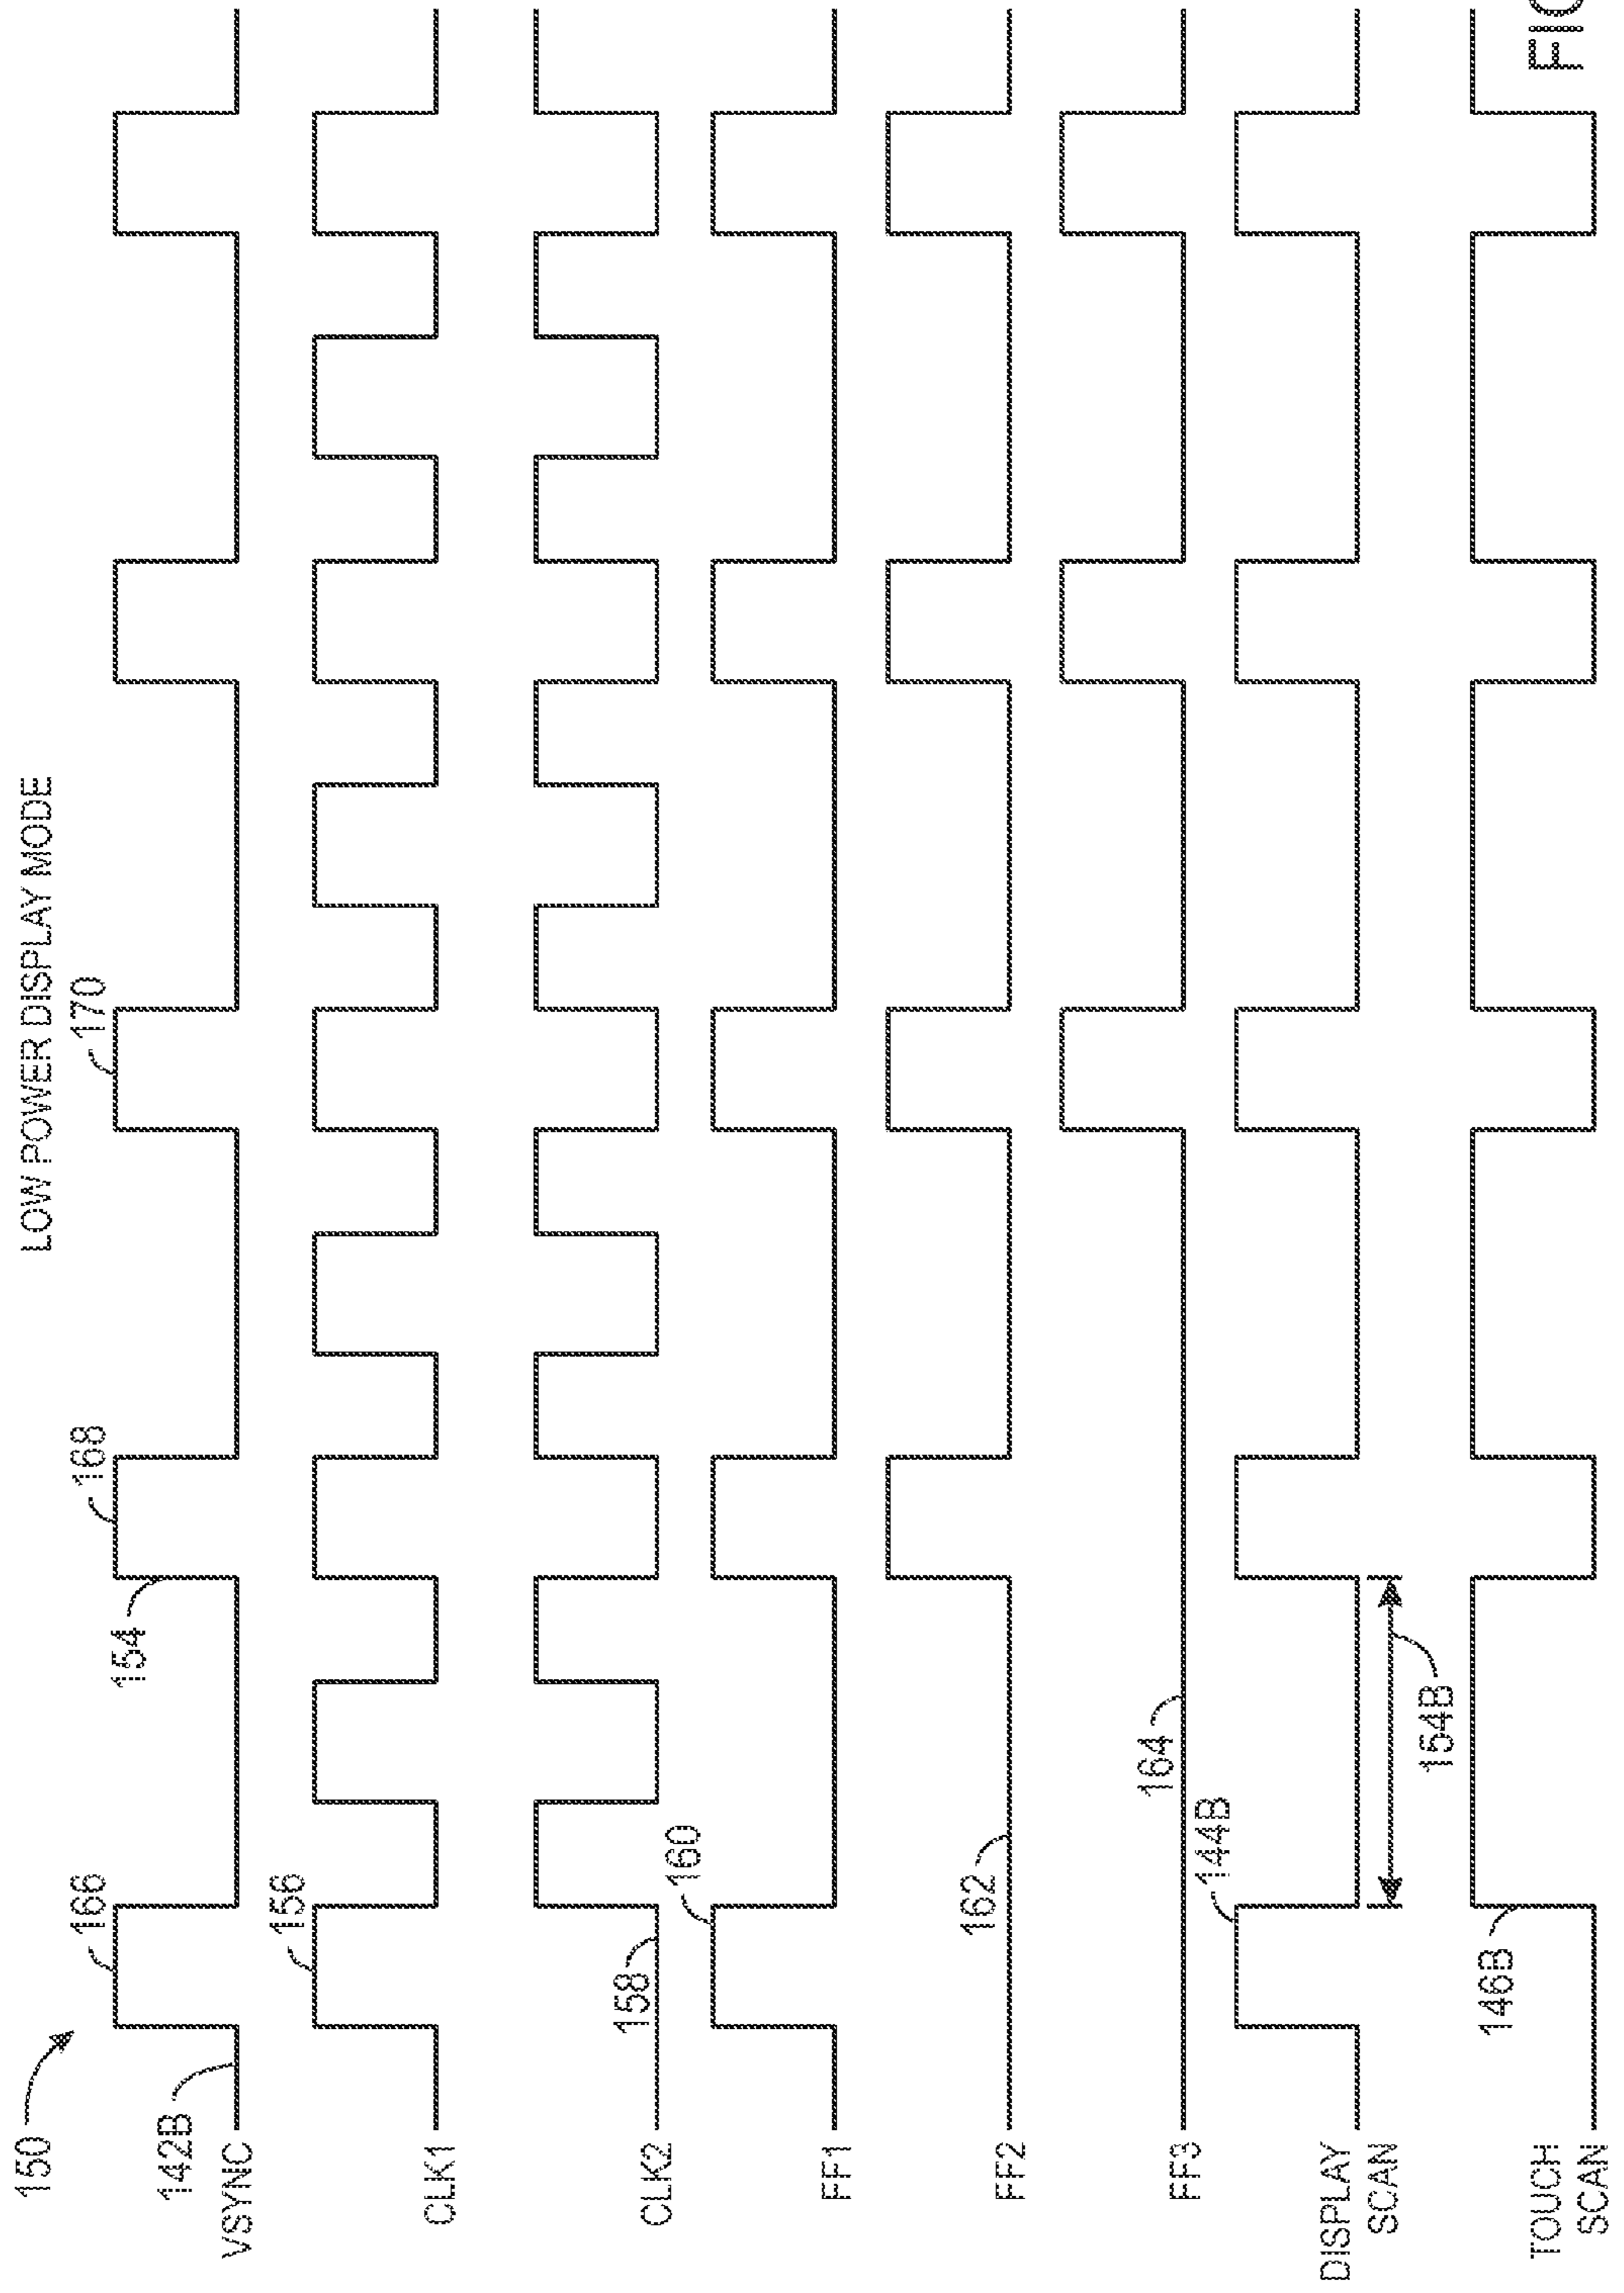 LOW POWER DISPLAY MODE
150
166
168
170
154
142B
VSYNC
156
CLK1
158
CLK2
160
FF1
162
FF2
164
FF3
144B
DISPLAY
SCAN
154B
146B
TOUCH
SCAN